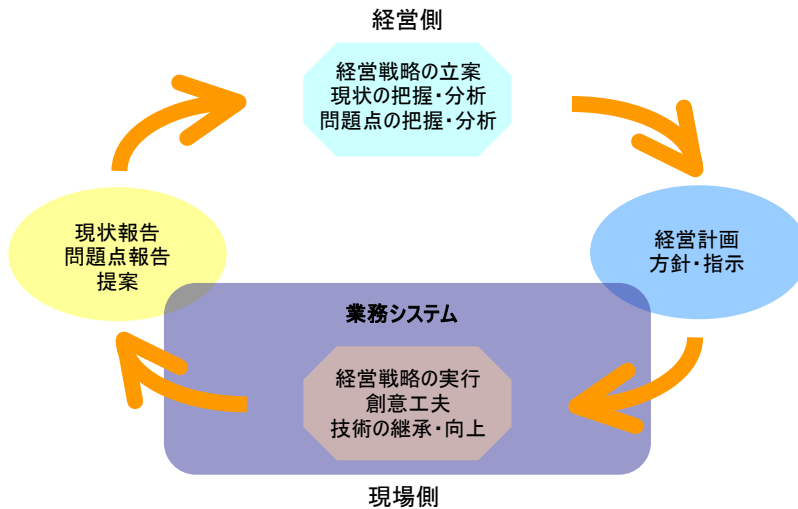 経営側
経営戦略の立案
現状の把握・分析
問題点の把握・分析
現状報告
問題点報告
提案
経営計画
方針・指示
業務システム
経営戦略の実行
創意工夫
技術の継承・向上
現場側